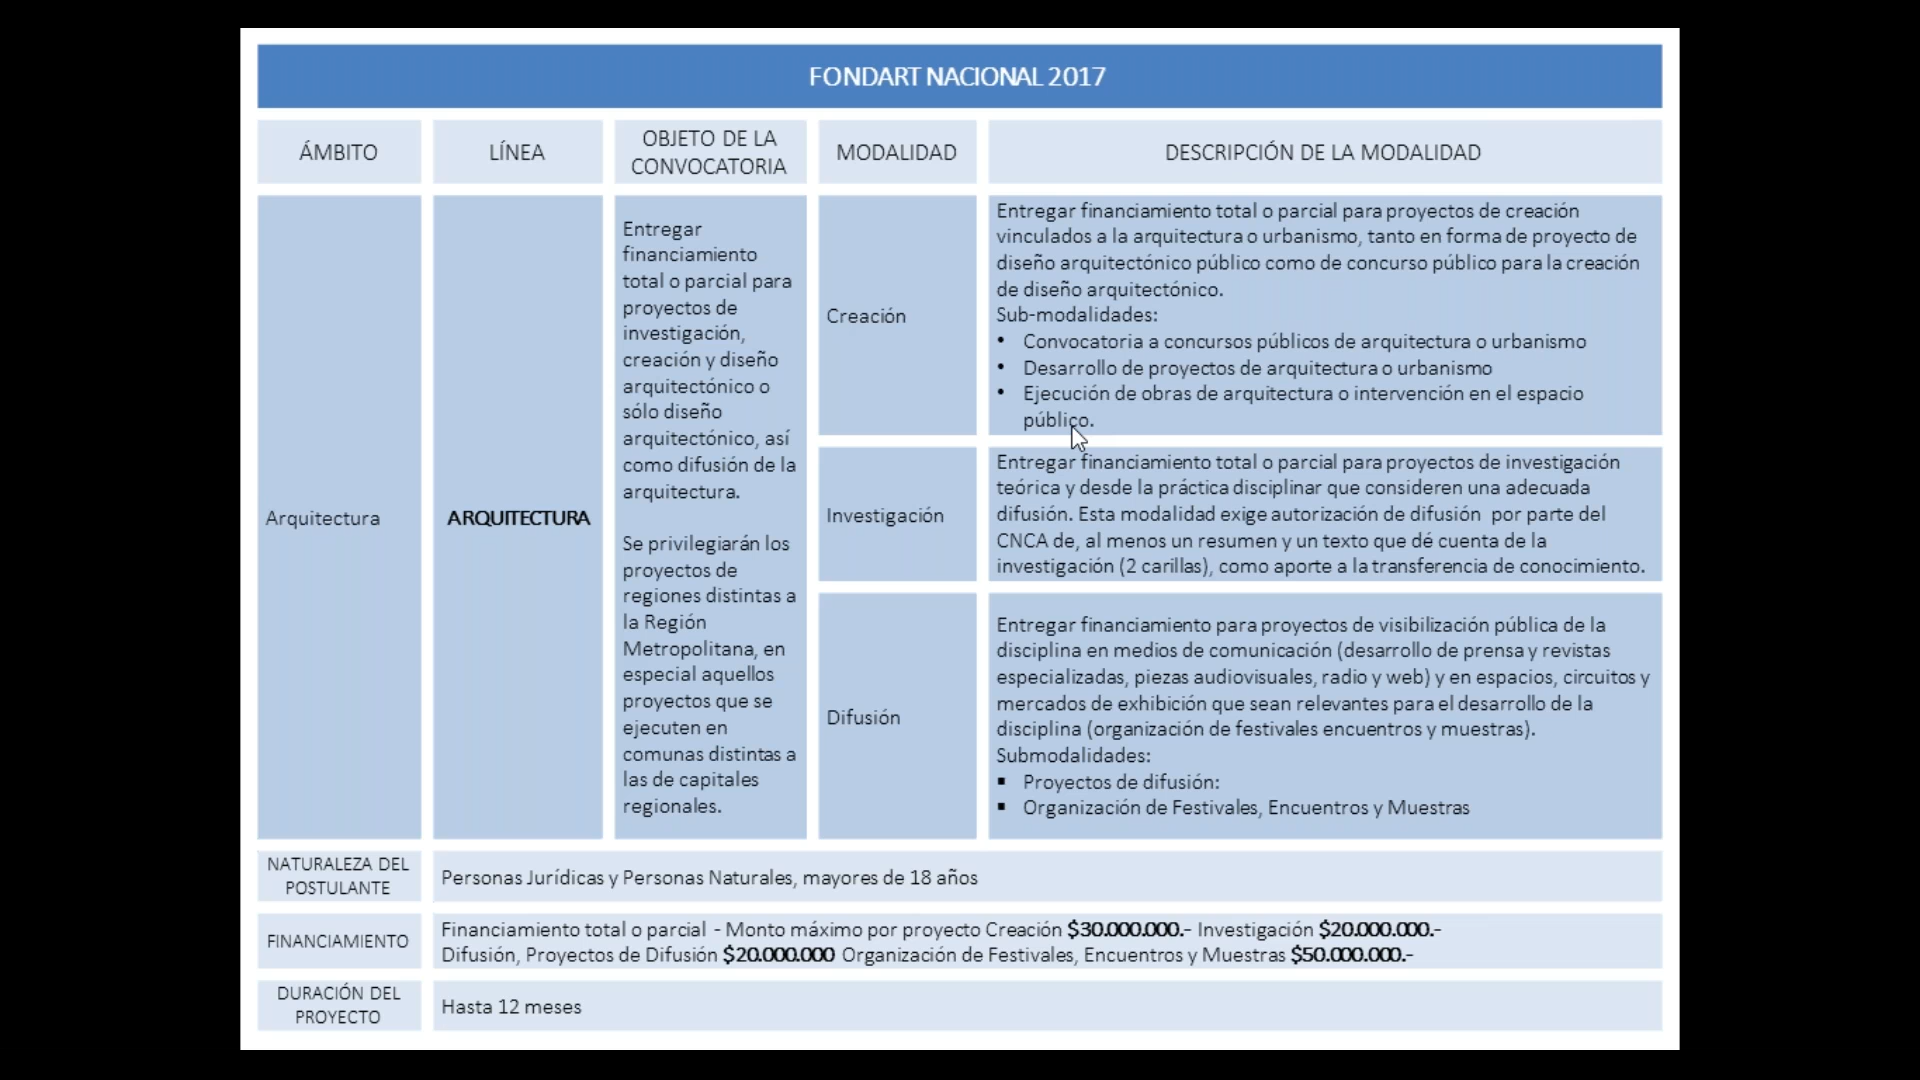 FONDART NACIONAL 2017
ÁMBITO
LÍNEA
OBJETO DE LA
CONVOCATORIA
MODALIDAD
DESCRIPCIÓN DE LA MODALIDAD
Arquitectura
ARQUITECTURA
Entregar
financiamiento
total o parcial para
proyectos de
investigación,
creación y diseño
arquitectónico o
sólo diseño
arquitectónico, así
como difusión de la
arquitectura.
Se privilegiarán los
proyectos de
regiones distintas a
la Región
Metropolitana, en
especial aquellos
proyectos que se
ejecuten en
comunas distintas a
las de capitales
regionales.
Creación
Entregar financiamiento total o parcial para proyectos de creación
vinculados a la arquitectura o urbanismo, tanto en forma de proyecto de
diseño arquitectónico público como de concurso público para la creación
de diseño arquitectónico.
Sub-modalidades:
• Convocatoria a concursos públicos de arquitectura o urbanismo
• Desarrollo de proyectos de arquitectura o urbanismo
• Ejecución de obras de arquitectura o intervención en el espacio
público.
Investigación
Entregar financiamiento total o parcial para proyectos de investigación
teórica y desde la práctica disciplinar que consideren una adecuada
difusión. Esta modalidad exige autorización de difusión por parte del
CNCA de, al menos un resumen y un texto que dé cuenta de la
investigación (2 carillas), como aporte a la transferencia de conocimiento.
Difusión
Entregar financiamiento para proyectos de visibilización pública de la
disciplina en medios de comunicación (desarrollo de prensa y revistas
especializadas, piezas audiovisuales, radio y web) y en espacios, circuitos y
mercados de exhibición que sean relevantes para el desarrollo de la
disciplina (organización de festivales encuentros y muestras).
Submodalidades:
▪ Proyectos de difusión:
▪ Organización de Festivales, Encuentros y Muestras
NATURALEZA DEL
POSTULANTE
Personas Jurídicas y Personas Naturales, mayores de 18 años
FINANCIAMIENTO
Financiamiento total o parcial - Monto máximo por proyecto Creación $30.000.000.- Investigación $20.000.000.-
Difusión, Proyectos de Difusión $20.000.000 Organización de Festivales, Encuentros y Muestras $50.000.000.-
DURACIÓN DEL
PROYECTO
Hasta 12 meses